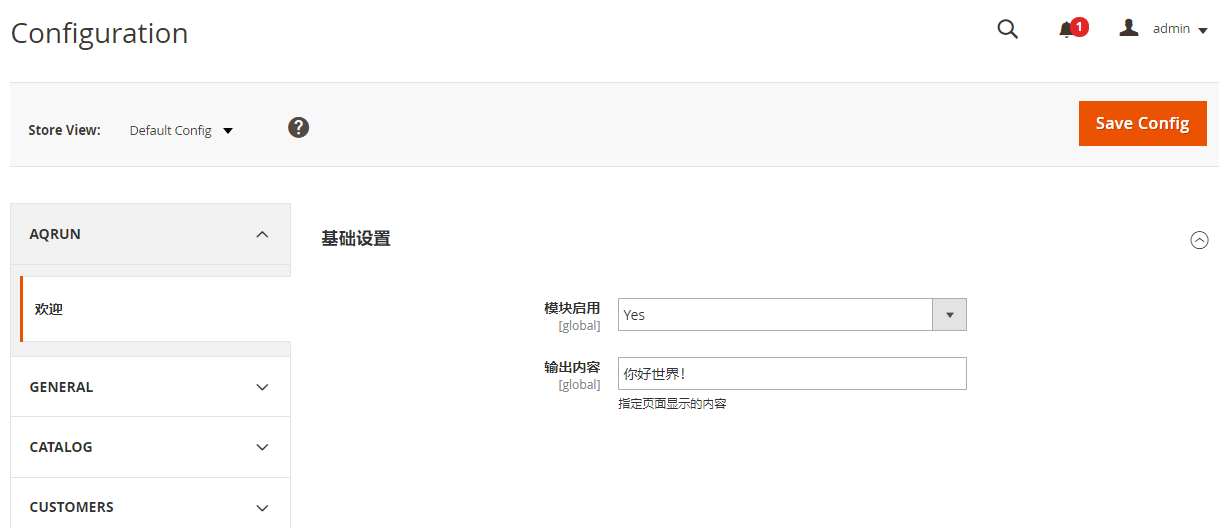 Configuration
1
admin
Store View: Default Config
?
Save Config
AQRUN
欢迎
GENERAL
CATALOG
CUSTOMERS
基础设置
模块启用
[global]
Yes
输出内容
[global]
你好世界!
指定页面显示的内容